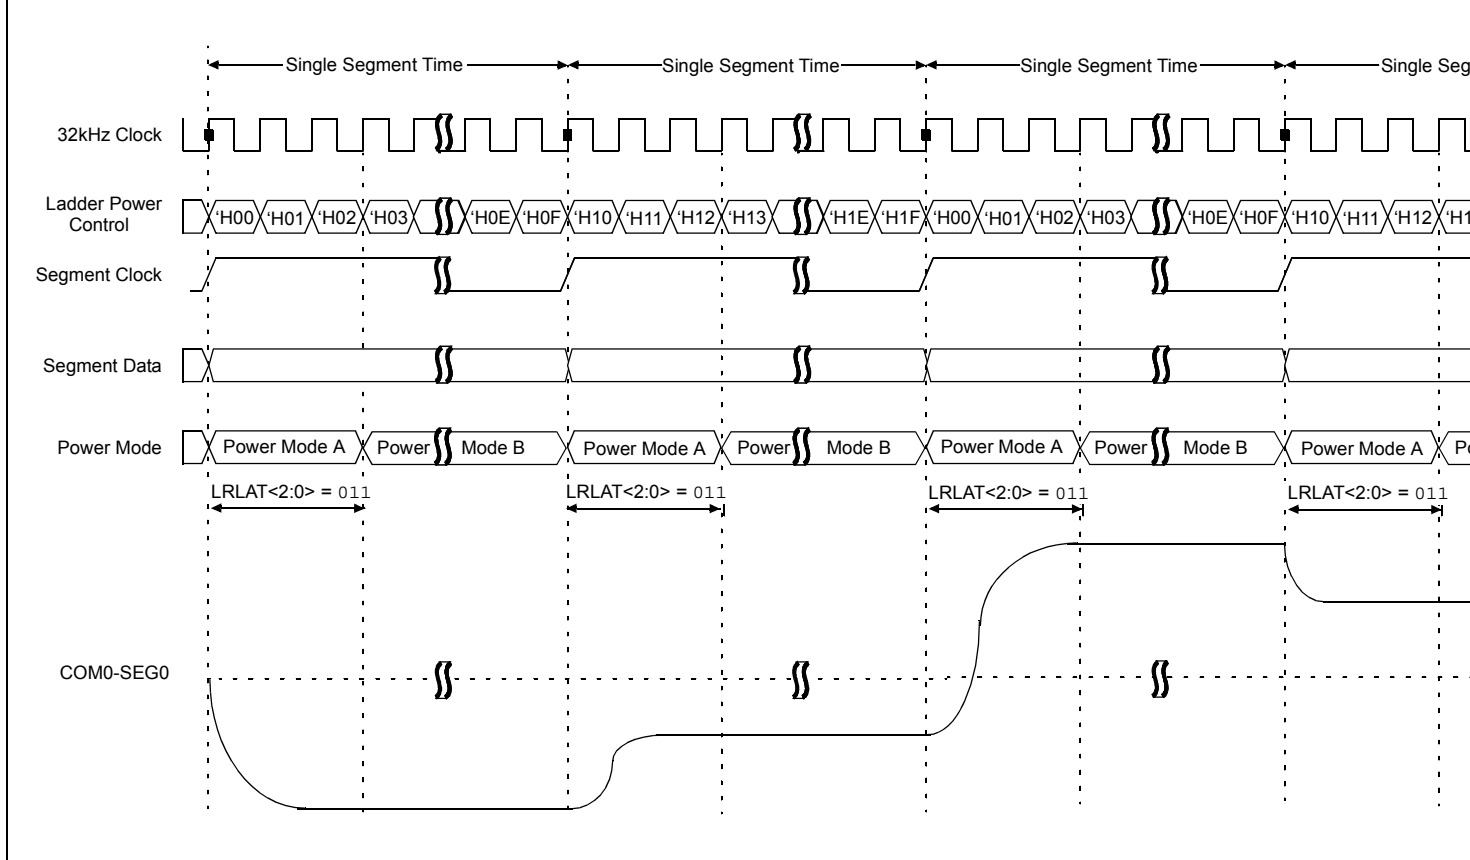 Single Segment Time Single Segment Time Single Segment Time Single Seg
32kHz Clock
Ladder Power
Control
‘H00 ‘H01 ‘H02 ‘H03 ‘H0E ‘H0F ‘H10 ‘H11 ‘H12 ‘H13 ‘H1E ‘H1F ‘H00 ‘H01 ‘H02 ‘H03 ‘H0E ‘H0F ‘H10 ‘H11 ‘H12 ‘H1
Segment Clock
Segment Data
Power Mode Power Mode A Power Mode B Power Mode A Power Mode B Power Mode A Power Mode B Power Mode A Po
LRLAT<2:0> = 011 LRLAT<2:0> = 011 LRLAT<2:0> = 011 LRLAT<2:0> = 011
COM0-SEG0